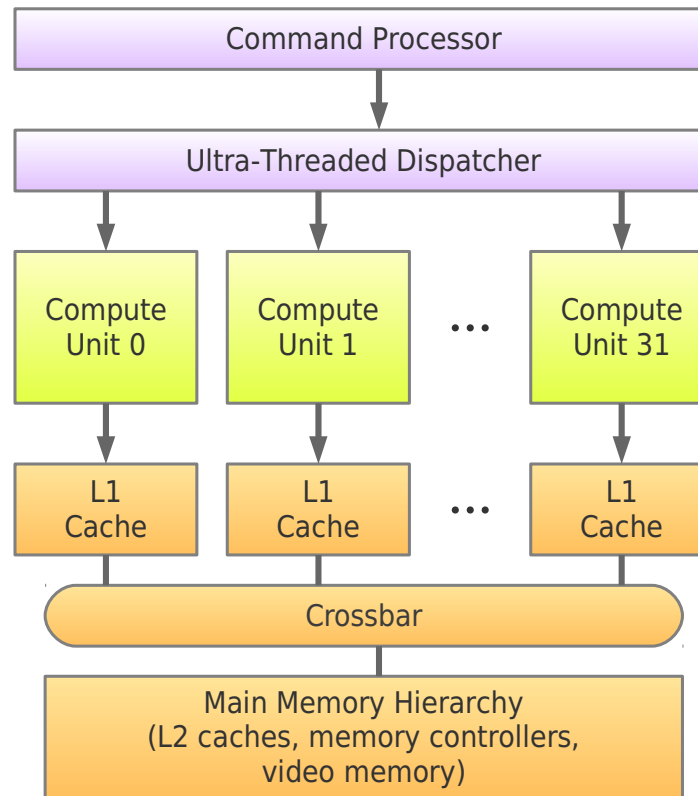 Command Processor
Ultra-Threaded Dispatcher
Compute
Unit 0
Compute
Unit 1
...
Compute
Unit 31
L1
Cache
L1
Cache
...
L1
Cache
Crossbar
Main Memory Hierarchy
(L2 caches, memory controllers,
video memory)